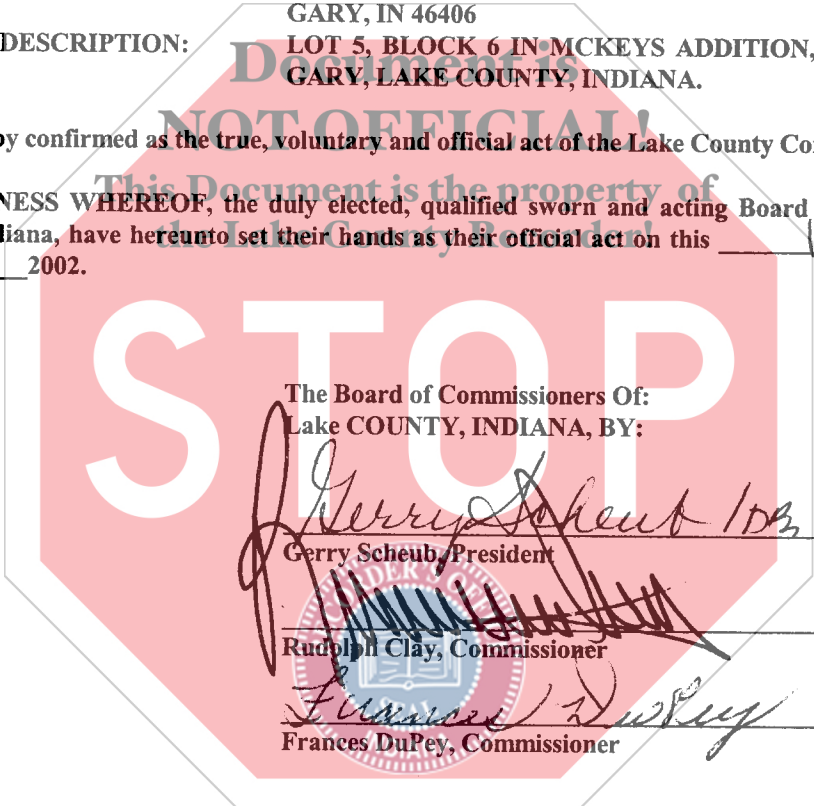 GARY, IN 46406
DESCRIPTION: LOT 5, BLOCK 6 IN MCKEYS ADDITION,
GARY, LAKE COUNTY, INDIANA.
Document is
NOT OFFICIAL!
This Document is the property of
the Lake County Recorder!
STOP
by confirmed as the true, voluntary and official act of the Lake County Co
NESS WHEREOF, the duly elected, qualified sworn and acting Board
diana, have hereunto set their hands as their official act on this
2002.
The Board of Commissioners Of:
Lake COUNTY, INDIANA, BY:
Gerry Scheub
Gerry Scheub, President
Rudolph Clay, Commissioner
Frances DuPey
Frances DuPey, Commissioner
RECORDER'S OFFICE
SEAL
INDIANA